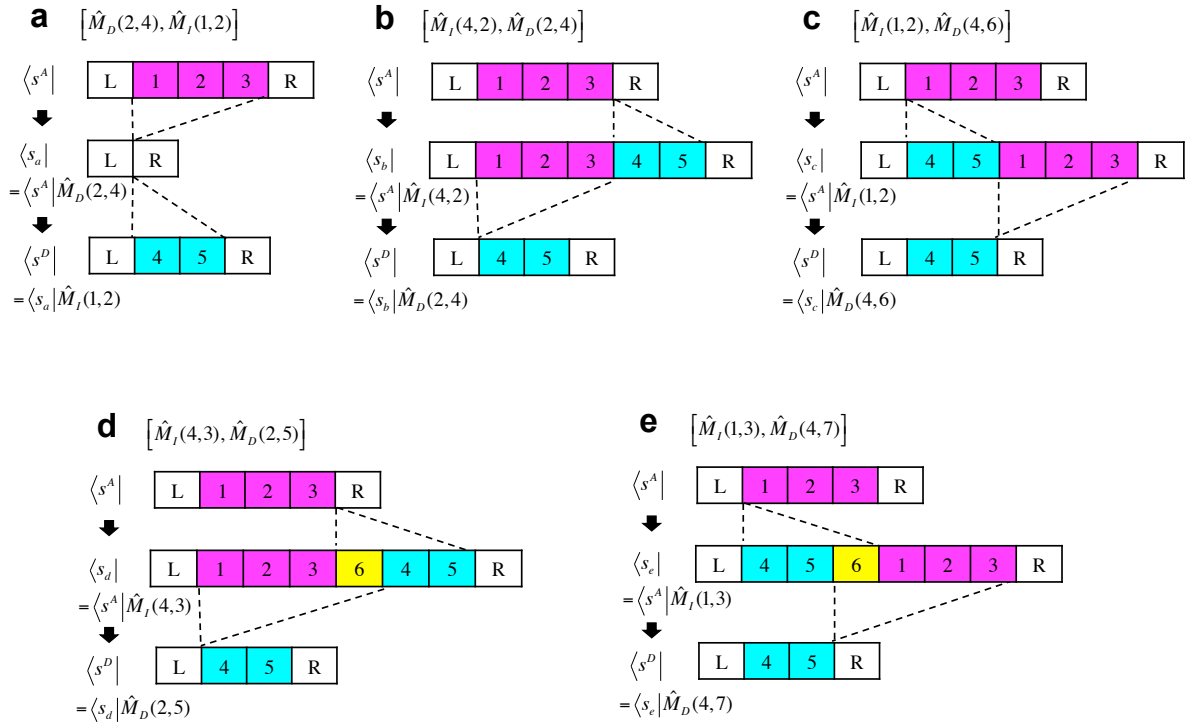 a [M̂_D(2,4), M̂_I(1,2)]
⟨s^A| L 1 2 3 R
⟨s_a| L R
=⟨s^A|M̂_D(2,4)
⟨s^D| L 4 5 R
=⟨s_a|M̂_I(1,2)
b [M̂_I(4,2), M̂_D(2,4)]
⟨s^A| L 1 2 3 R
⟨s_b| L 1 2 3 4 5 R
=⟨s^A|M̂_I(4,2)
⟨s^D| L 4 5 R
=⟨s_b|M̂_D(2,4)
c [M̂_I(1,2), M̂_D(4,6)]
⟨s^A| L 1 2 3 R
⟨s_c| L 4 5 1 2 3 R
=⟨s^A|M̂_I(1,2)
⟨s^D| L 4 5 R
=⟨s_c|M̂_D(4,6)
d [M̂_I(4,3), M̂_D(2,5)]
⟨s^A| L 1 2 3 R
⟨s_d| L 1 2 3 6 4 5 R
=⟨s^A|M̂_I(4,3)
⟨s^D| L 4 5 R
=⟨s_d|M̂_D(2,5)
e [M̂_I(1,3), M̂_D(4,7)]
⟨s^A| L 1 2 3 R
⟨s_e| L 4 5 6 1 2 3 R
=⟨s^A|M̂_I(1,3)
⟨s^D| L 4 5 R
=⟨s_e|M̂_D(4,7)